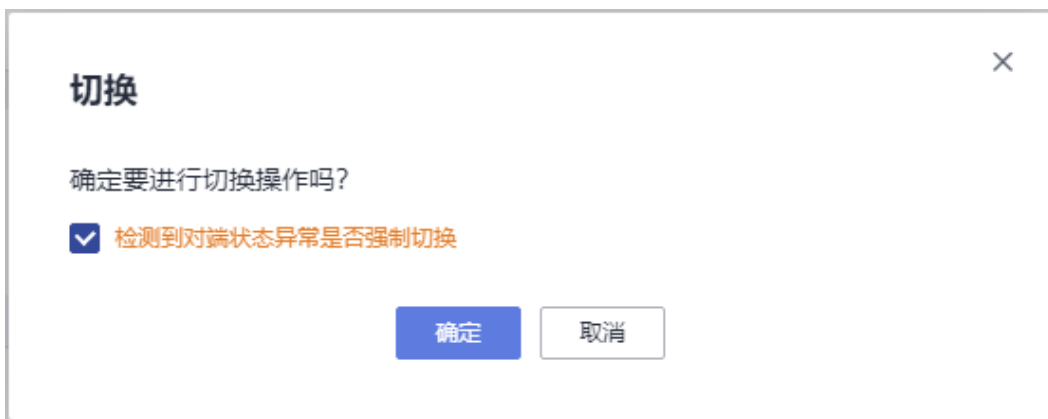 切换
确定要进行切换操作吗?
检测到对端状态异常是否强制切换
确定
取消